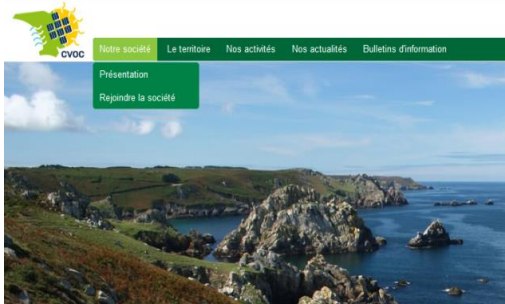 CVOC
Notre société Le territoire Nos activités Nos actualités Bulletins d'information
Présentation
Rejoindre la société